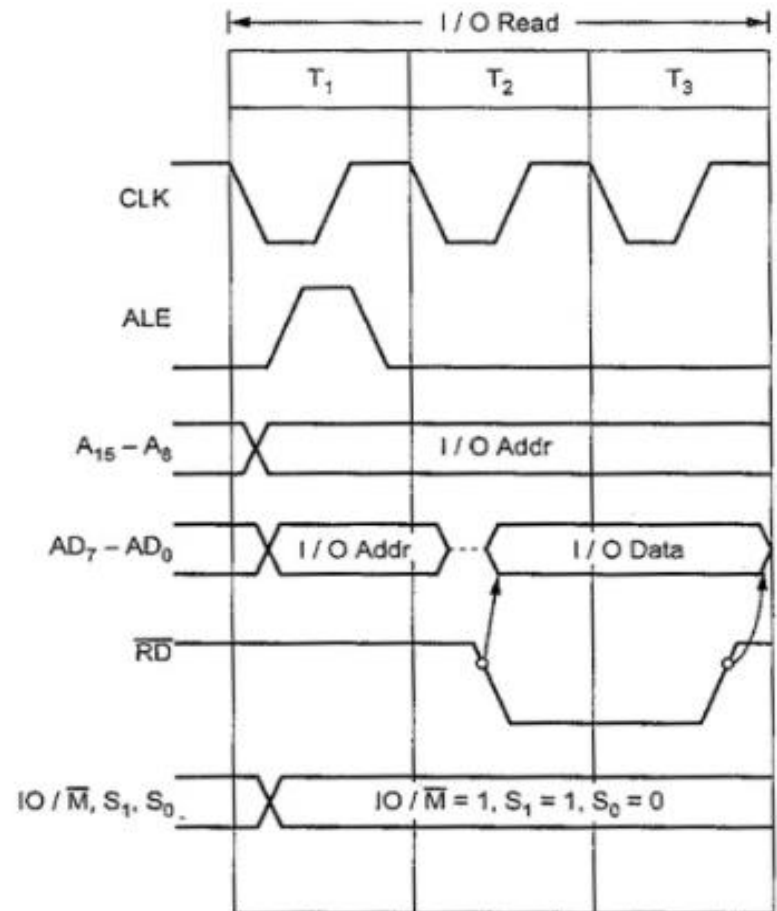 I / O Read
T₁ T₂ T₃
CLK
ALE
A₁₅ – A₈ I / O Addr
AD₇ – AD₀ I / O Addr I / O Data
R̅D̅
IO / M̅, S₁, S₀ IO / M̅ = 1, S₁ = 1, S₀ = 0